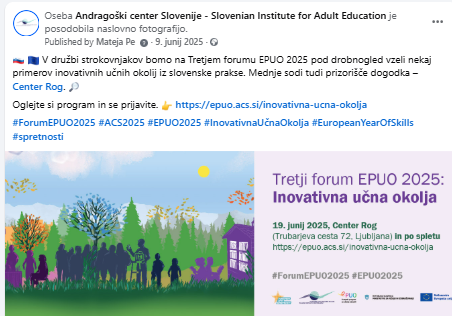 Oseba Andragoški center Slovenije - Slovenian Institute for Adult Education je
posodobila naslovno fotografijo.
Published by Mateja Pe · 9. junij 2025 ·
🇸🇮 🇪🇺 V družbi strokovnjakov bomo na Tretjem forumu EPUO 2025 pod drobnogled vzeli nekaj
primerov inovativnih učnih okolij iz slovenske prakse. Mednje sodi tudi prizorišče dogodka –
Center Rog. 🔎
Oglejte si program in se prijavite. 👉 https://epuo.acs.si/inovativna-ucna-okolja
#ForumEPUO2025 #ACS2025 #EPUO2025 #InovativnaUčnaOkolja #EuropeanYearOfSkills
#spretnosti
Tretji forum EPUO 2025:
Inovativna učna okolja
19. junij 2025, Center Rog
(Trubarjeva cesta 72, Ljubljana) in po spletu
https://epuo.acs.si/inovativna-ucna-okolja
#ForumEPUO2025 #EPUO2025